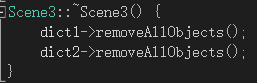 Scene3::~Scene3() {
dict1->removeAllObjects();
dict2->removeAllObjects();
}